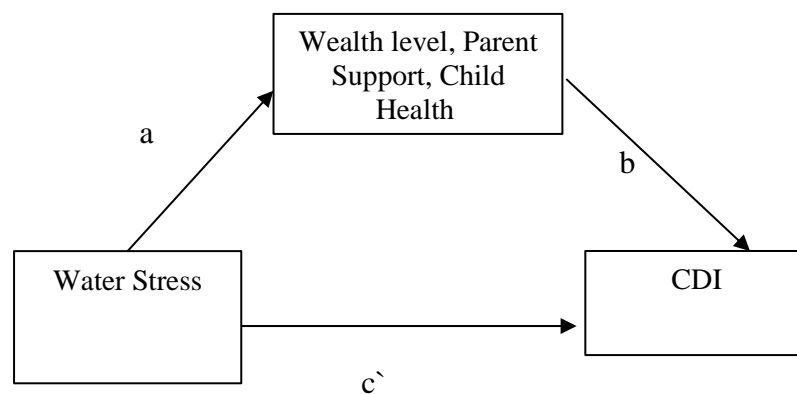 Wealth level, Parent
Support, Child
Health
a
b
Water Stress
CDI
c`